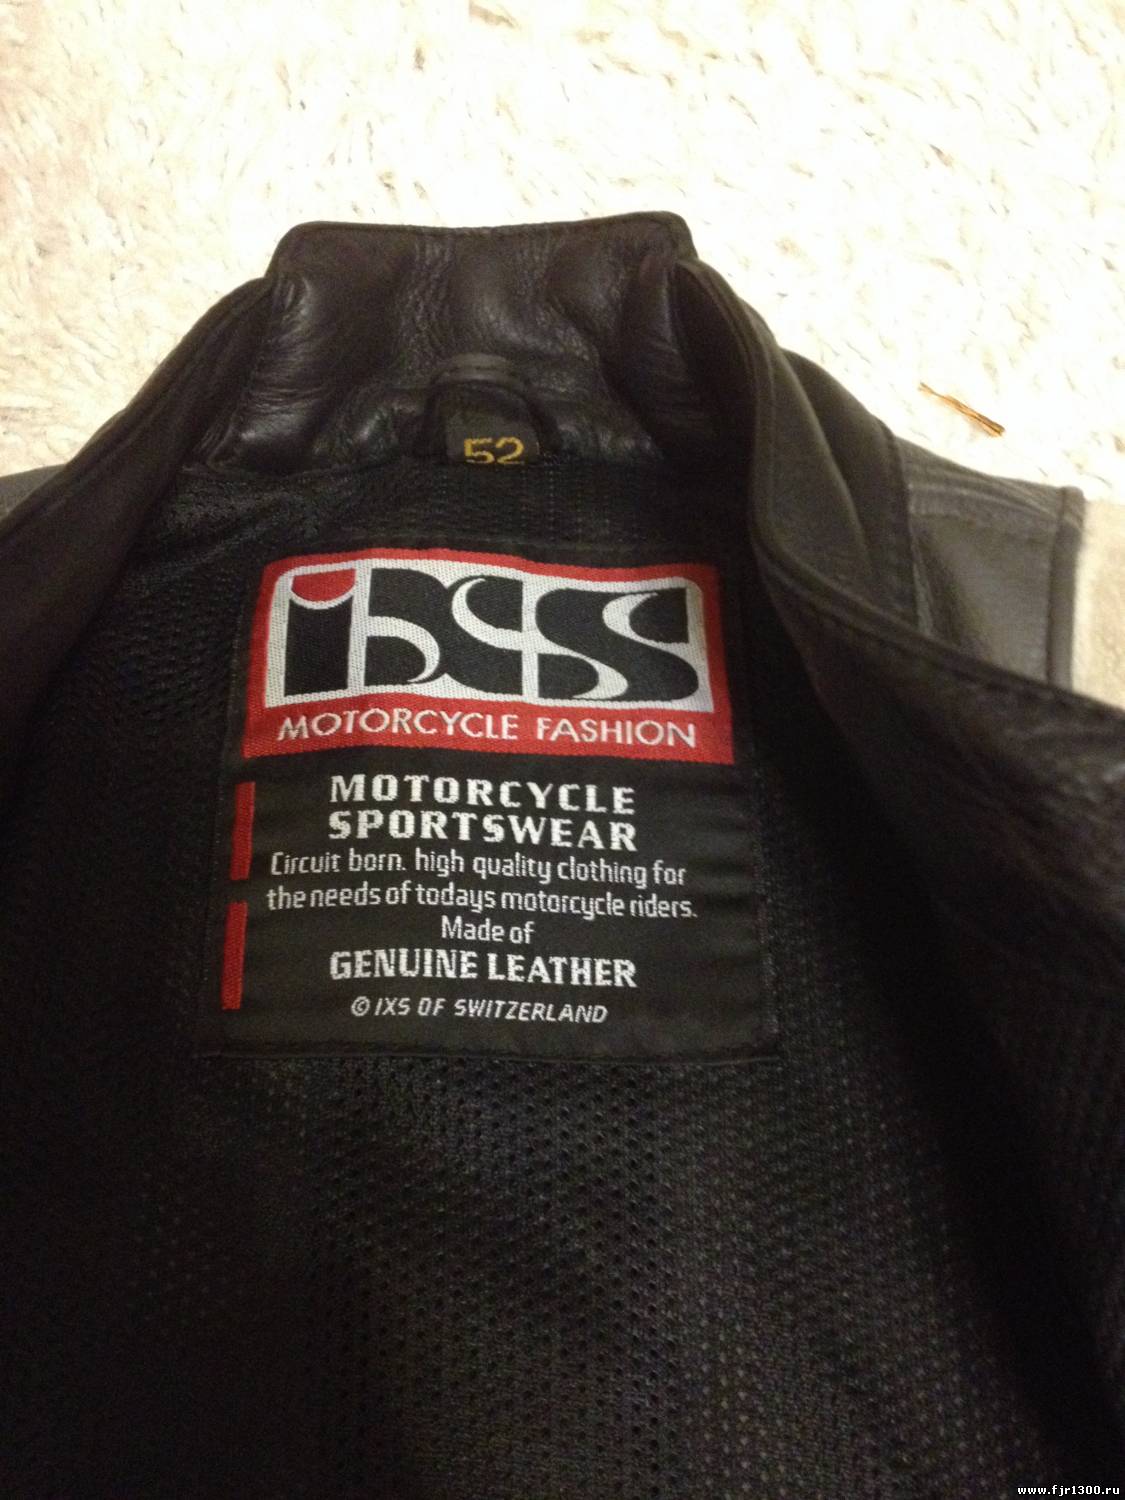 52
ixs
MOTORCYCLE FASHION
MOTORCYCLE
SPORTSWEAR
Circuit born. high quality clothing for
the needs of todays motorcycle riders.
Made of
GENUINE LEATHER
© IXS OF SWITZERLAND
www.fjr1300.ru